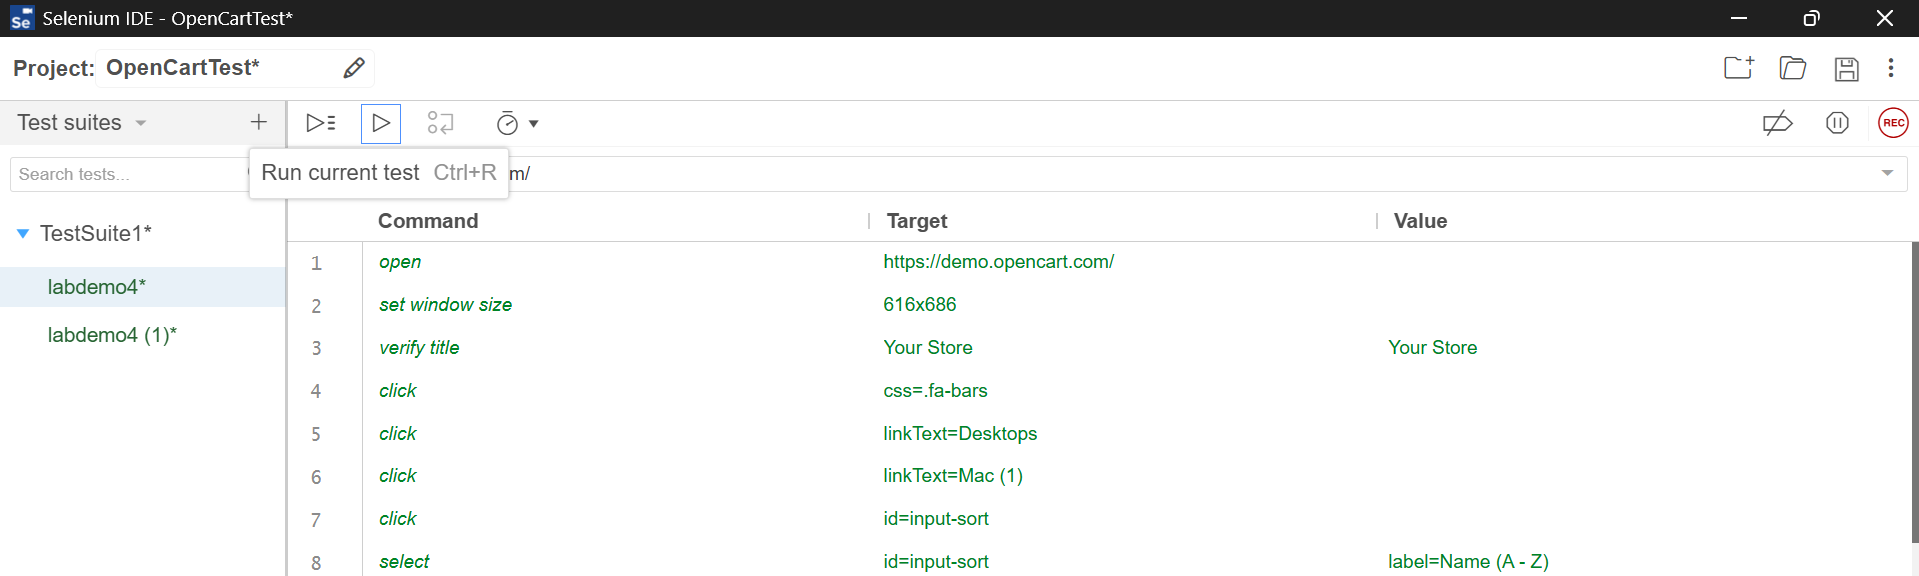 Se Selenium IDE - OpenCartTest*
Project: OpenCartTest*
Test suites
REC
Search tests...
Run current test Ctrl+R
m/
Command Target Value
TestSuite1*
labdemo4*
labdemo4 (1)*
1 open https://demo.opencart.com/
2 set window size 616x686
3 verify title Your Store Your Store
4 click css=.fa-bars
5 click linkText=Desktops
6 click linkText=Mac (1)
7 click id=input-sort
8 select id=input-sort label=Name (A - Z)